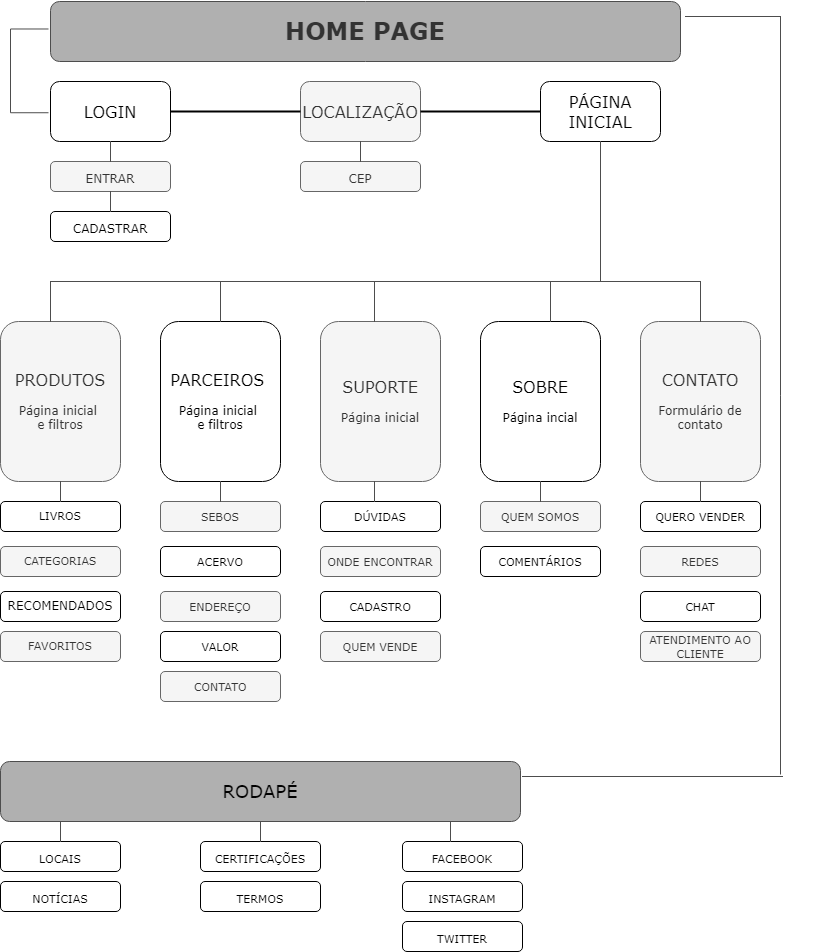 HOME PAGE
LOGIN
LOCALIZAÇÃO
PÁGINA
INICIAL
ENTRAR
CEP
CADASTRAR
PRODUTOS
Página inicial
e filtros
PARCEIROS
Página inicial
e filtros
SUPORTE
Página inicial
SOBRE
Página incial
CONTATO
Formulário de
contato
LIVROS
CATEGORIAS
RECOMENDADOS
FAVORITOS
SEBOS
ACERVO
ENDEREÇO
VALOR
CONTATO
DÚVIDAS
ONDE ENCONTRAR
CADASTRO
QUEM VENDE
QUEM SOMOS
COMENTÁRIOS
QUERO VENDER
REDES
CHAT
ATENDIMENTO AO
CLIENTE
RODAPÉ
LOCAIS
NOTÍCIAS
CERTIFICAÇÕES
TERMOS
FACEBOOK
INSTAGRAM
TWITTER